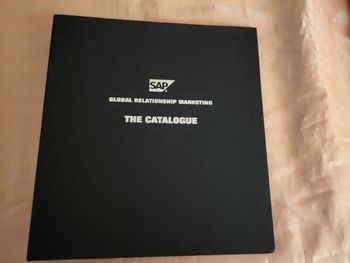 SAP
GLOBAL RELATIONSHIP MARKETING
THE CATALOGUE